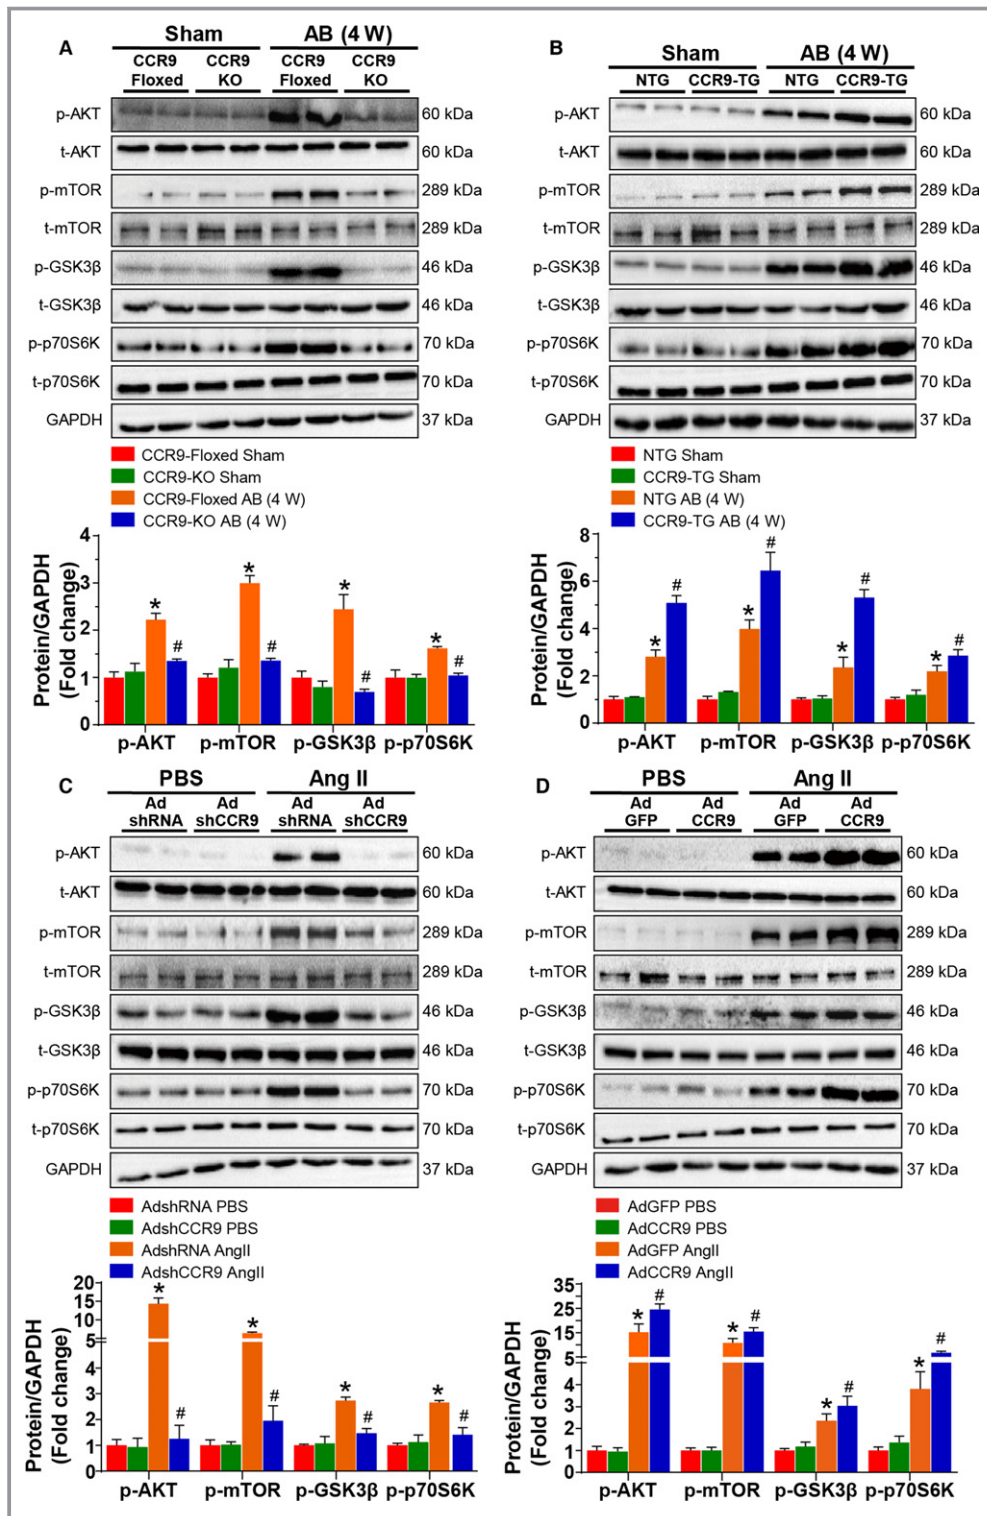 A
Sham AB (4 W)
CCR9 CCR9 CCR9 CCR9
Floxed KO Floxed KO
p-AKT 60 kDa
t-AKT 60 kDa
p-mTOR 289 kDa
t-mTOR 289 kDa
p-GSK3β 46 kDa
t-GSK3β 46 kDa
p-p70S6K 70 kDa
t-p70S6K 70 kDa
GAPDH 37 kDa
CCR9-Floxed Sham
CCR9-KO Sham
CCR9-Floxed AB (4 W)
CCR9-KO AB (4 W)
Protein/GAPDH
(Fold change)
4
3
2
1
0
* # * # * # * #
p-AKT p-mTOR p-GSK3β p-p70S6K
B
Sham AB (4 W)
NTG CCR9-TG NTG CCR9-TG
p-AKT 60 kDa
t-AKT 60 kDa
p-mTOR 289 kDa
t-mTOR 289 kDa
p-GSK3β 46 kDa
t-GSK3β 46 kDa
p-p70S6K 70 kDa
t-p70S6K 70 kDa
GAPDH 37 kDa
NTG Sham
CCR9-TG Sham
NTG AB (4 W)
CCR9-TG AB (4 W)
Protein/GAPDH
(Fold change)
8
6
4
2
0
* # * # * # * #
p-AKT p-mTOR p-GSK3β p-p70S6K
C
PBS Ang II
Ad Ad Ad Ad
shRNA shCCR9 shRNA shCCR9
p-AKT 60 kDa
t-AKT 60 kDa
p-mTOR 289 kDa
t-mTOR 289 kDa
p-GSK3β 46 kDa
t-GSK3β 46 kDa
p-p70S6K 70 kDa
t-p70S6K 70 kDa
GAPDH 37 kDa
AdshRNA PBS
AdshCCR9 PBS
AdshRNA AngII
AdshCCR9 AngII
Protein/GAPDH
(Fold change)
20
15
10
5
4
3
2
1
0
* # * # * # * #
p-AKT p-mTOR p-GSK3β p-p70S6K
D
PBS Ang II
Ad Ad Ad Ad
GFP CCR9 GFP CCR9
p-AKT 60 kDa
t-AKT 60 kDa
p-mTOR 289 kDa
t-mTOR 289 kDa
p-GSK3β 46 kDa
t-GSK3β 46 kDa
p-p70S6K 70 kDa
t-p70S6K 70 kDa
GAPDH 37 kDa
AdGFP PBS
AdCCR9 PBS
AdGFP AngII
AdCCR9 AngII
Protein/GAPDH
(Fold change)
35
25
15
5
4
3
2
1
0
* # * # * # * #
p-AKT p-mTOR p-GSK3β p-p70S6K